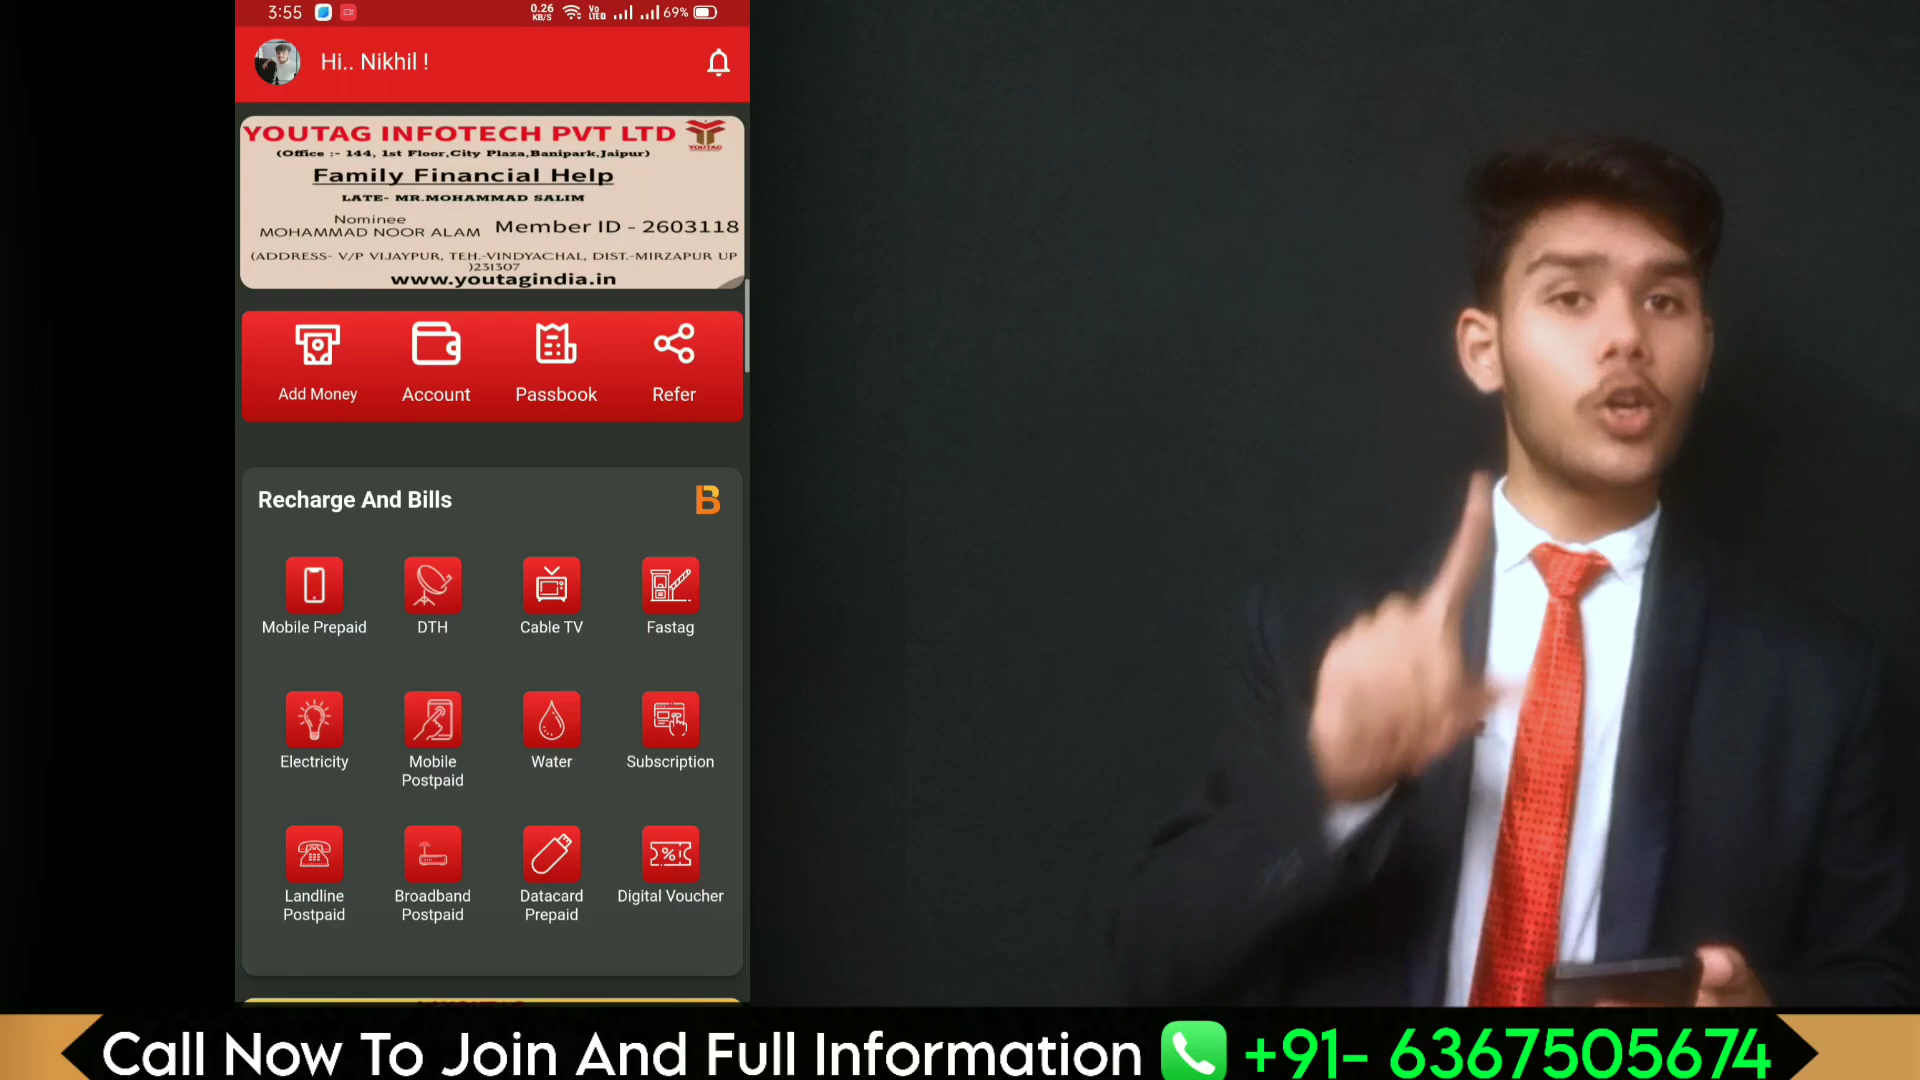 3:55
0.26 KB/S
Vo LTE
69%
Hi.. Nikhil !
YOUTAG INFOTECH PVT LTD
YOUTAG
(Office :- 144, 1st Floor,City Plaza,Banipark,Jaipur)
Family Financial Help
LATE- MR.MOHAMMAD SALIM
Nominee
MOHAMMAD NOOR ALAM
Member ID - 2603118
(ADDRESS- V/P VIJAYPUR, TEH.-VINDYACHAL, DIST.-MIRZAPUR UP
)231307
www.youtagindia.in
Add Money
Account
Passbook
Refer
Recharge And Bills
Mobile Prepaid
DTH
Cable TV
Fastag
Electricity
Mobile
Postpaid
Water
Subscription
Landline
Postpaid
Broadband
Postpaid
Datacard
Prepaid
Digital Voucher
Call Now To Join And Full Information +91- 6367505674